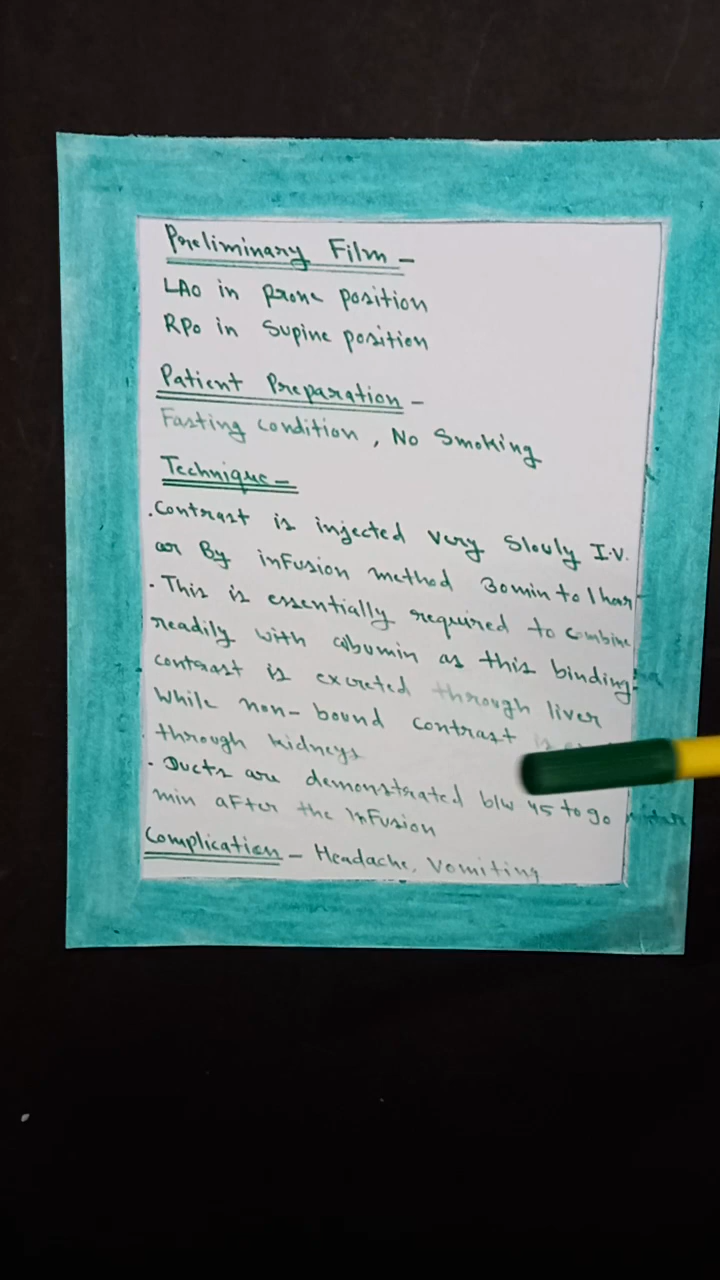 Preliminary Film -
LAO in prone position
RPO in Supine position
Patient Preparation -
Fasting condition, No Smoking
Technique -
. Contrast is injected very slowly I.V.
or By infusion method 30min to 1 hour
. This is essentially required to combine
readily with albumin as this binding
contrast is excreted through liver
while non-bound contrast is
through kidneys
. Ducts are demonstrated b/w 45 to 90
min after the Infusion
Complication - Headache, Vomiting